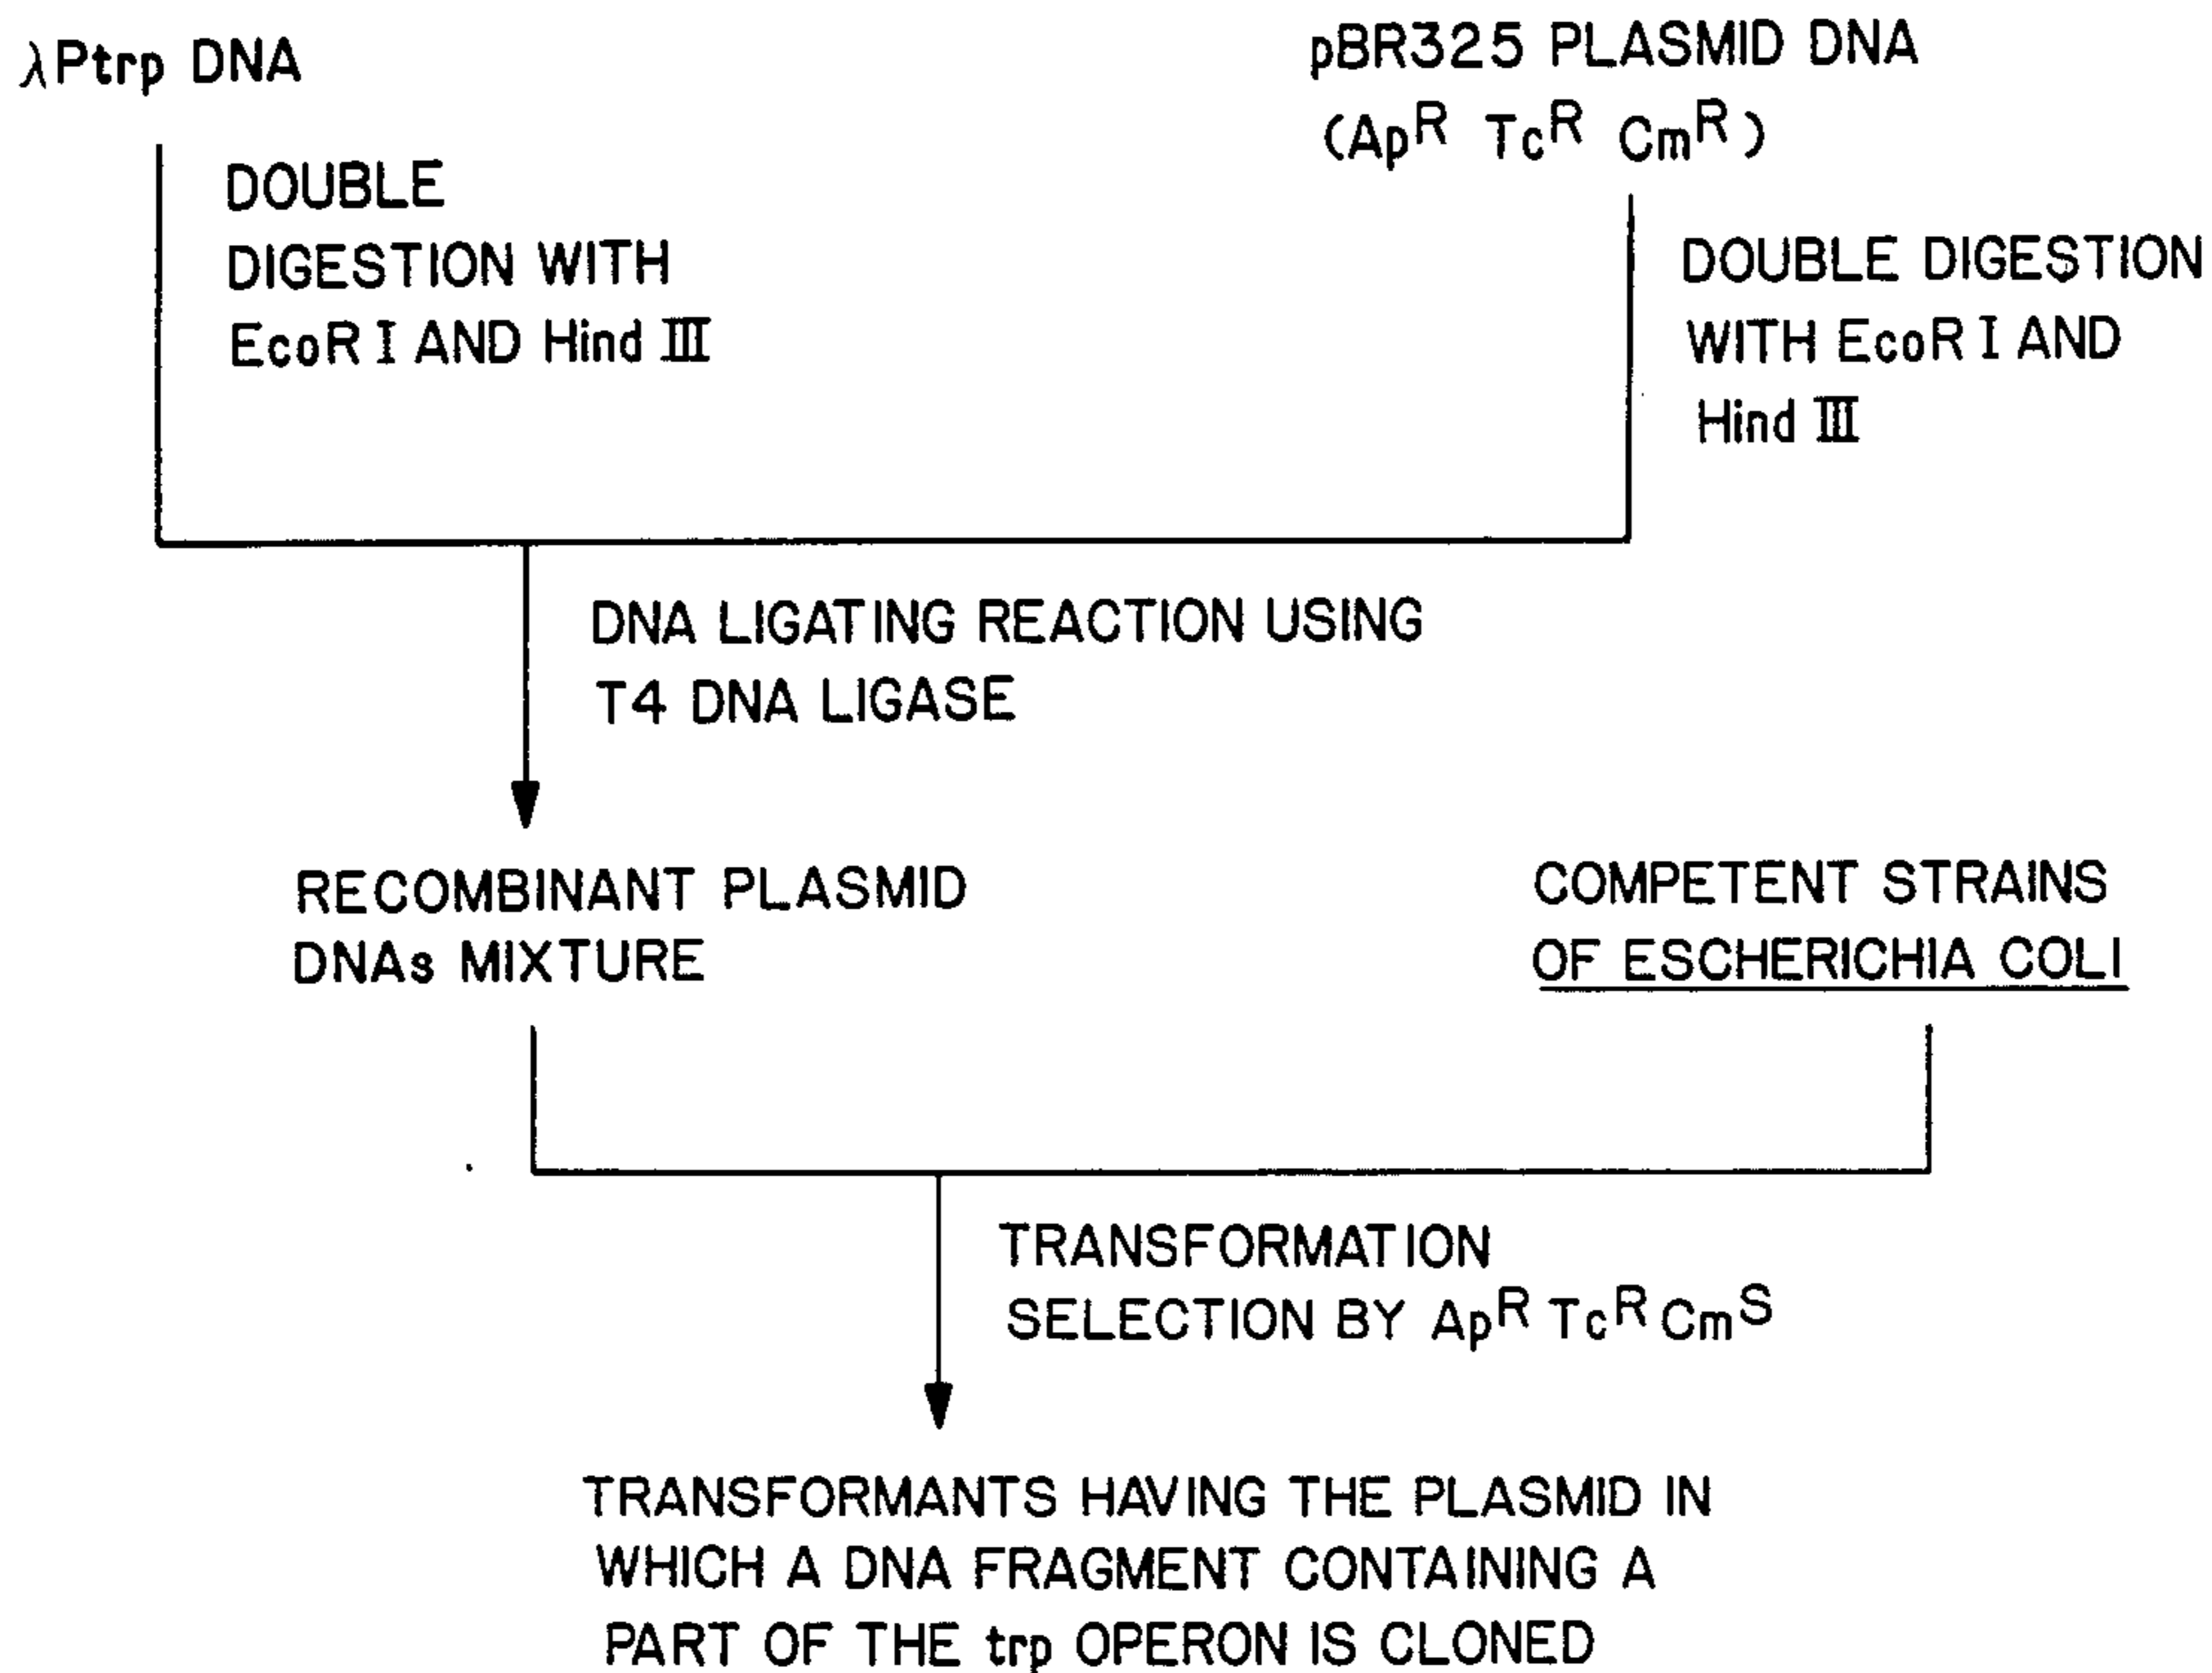 λPtrp DNA
DOUBLE
DIGESTION WITH
EcoR I AND Hind III
pBR325 PLASMID DNA
(Apᴿ Tcᴿ Cmᴿ)
DOUBLE DIGESTION
WITH EcoR I AND
Hind III
DNA LIGATING REACTION USING
T4 DNA LIGASE
RECOMBINANT PLASMID
DNAs MIXTURE
COMPETENT STRAINS
OF ESCHERICHIA COLI
TRANSFORMATION
SELECTION BY Apᴿ Tcᴿ Cmˢ
TRANSFORMANTS HAVING THE PLASMID IN
WHICH A DNA FRAGMENT CONTAINING A
PART OF THE trp OPERON IS CLONED